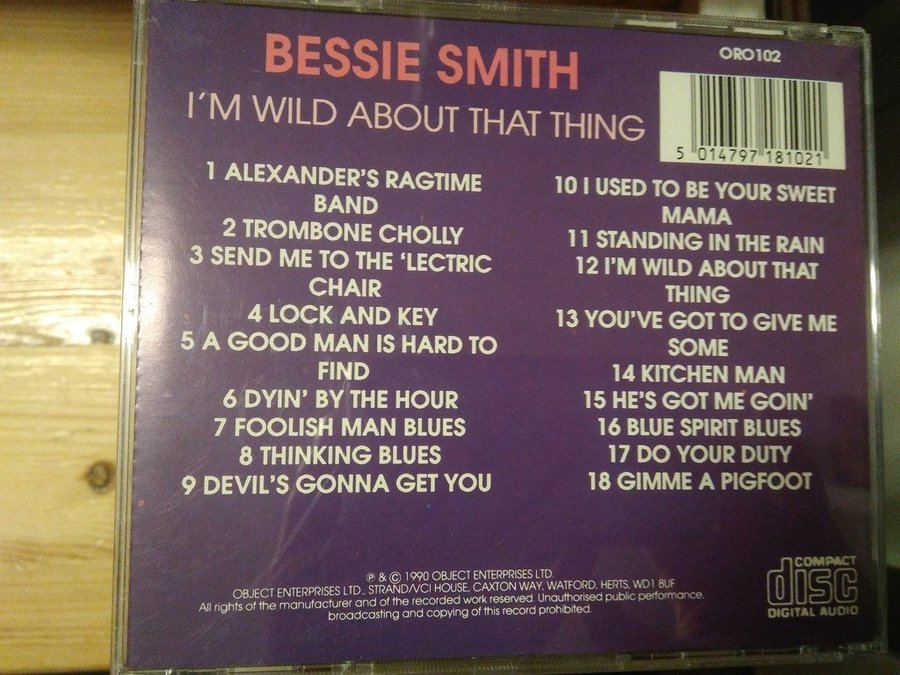 BESSIE SMITH
ORO102
I'M WILD ABOUT THAT THING
5 014797 181021
1 ALEXANDER'S RAGTIME
BAND
2 TROMBONE CHOLLY
3 SEND ME TO THE 'LECTRIC
CHAIR
4 LOCK AND KEY
5 A GOOD MAN IS HARD TO
FIND
6 DYIN' BY THE HOUR
7 FOOLISH MAN BLUES
8 THINKING BLUES
9 DEVIL'S GONNA GET YOU
10 I USED TO BE YOUR SWEET
MAMA
11 STANDING IN THE RAIN
12 I'M WILD ABOUT THAT
THING
13 YOU'VE GOT TO GIVE ME
SOME
14 KITCHEN MAN
15 HE'S GOT ME GOIN'
16 BLUE SPIRIT BLUES
17 DO YOUR DUTY
18 GIMME A PIGFOOT
℗ & © 1990 OBJECT ENTERPRISES LTD.
OBJECT ENTERPRISES LTD., STRAND/VCI HOUSE, CAXTON WAY, WATFORD, HERTS, WD1 8UF
All rights of the manufacturer and of the recorded work reserved. Unauthorised public performance,
broadcasting and copying of this record prohibited.
COMPACT
disc
DIGITAL AUDIO